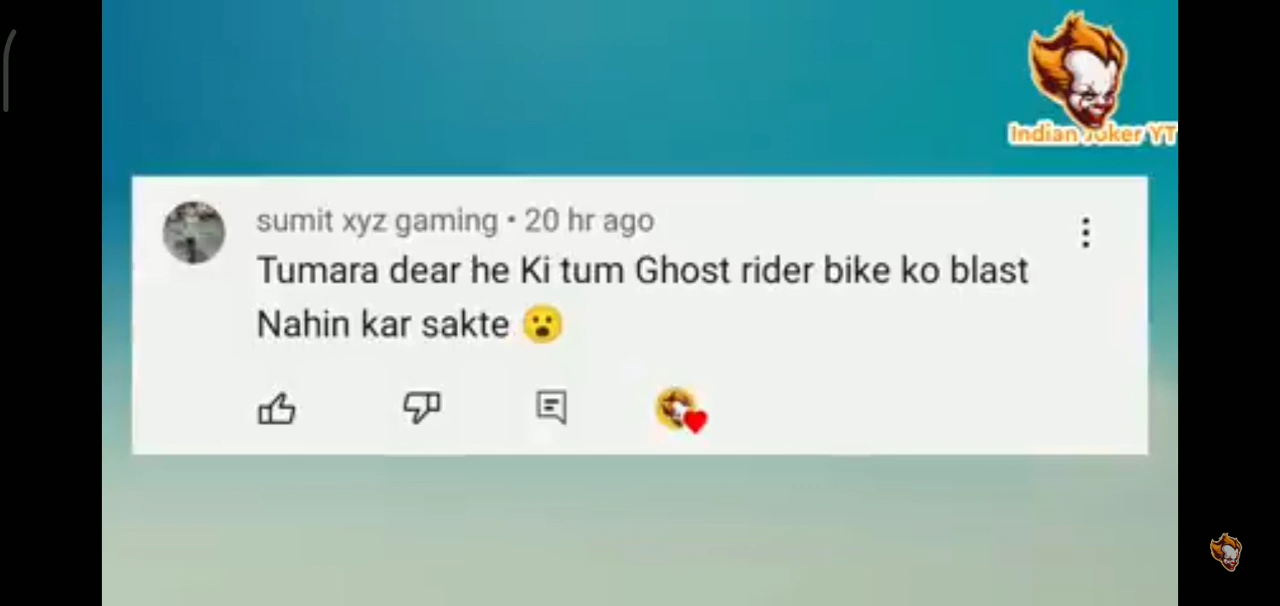 Indian Joker YT
sumit xyz gaming • 20 hr ago
Tumara dear he Ki tum Ghost rider bike ko blast
Nahin kar sakte 😮